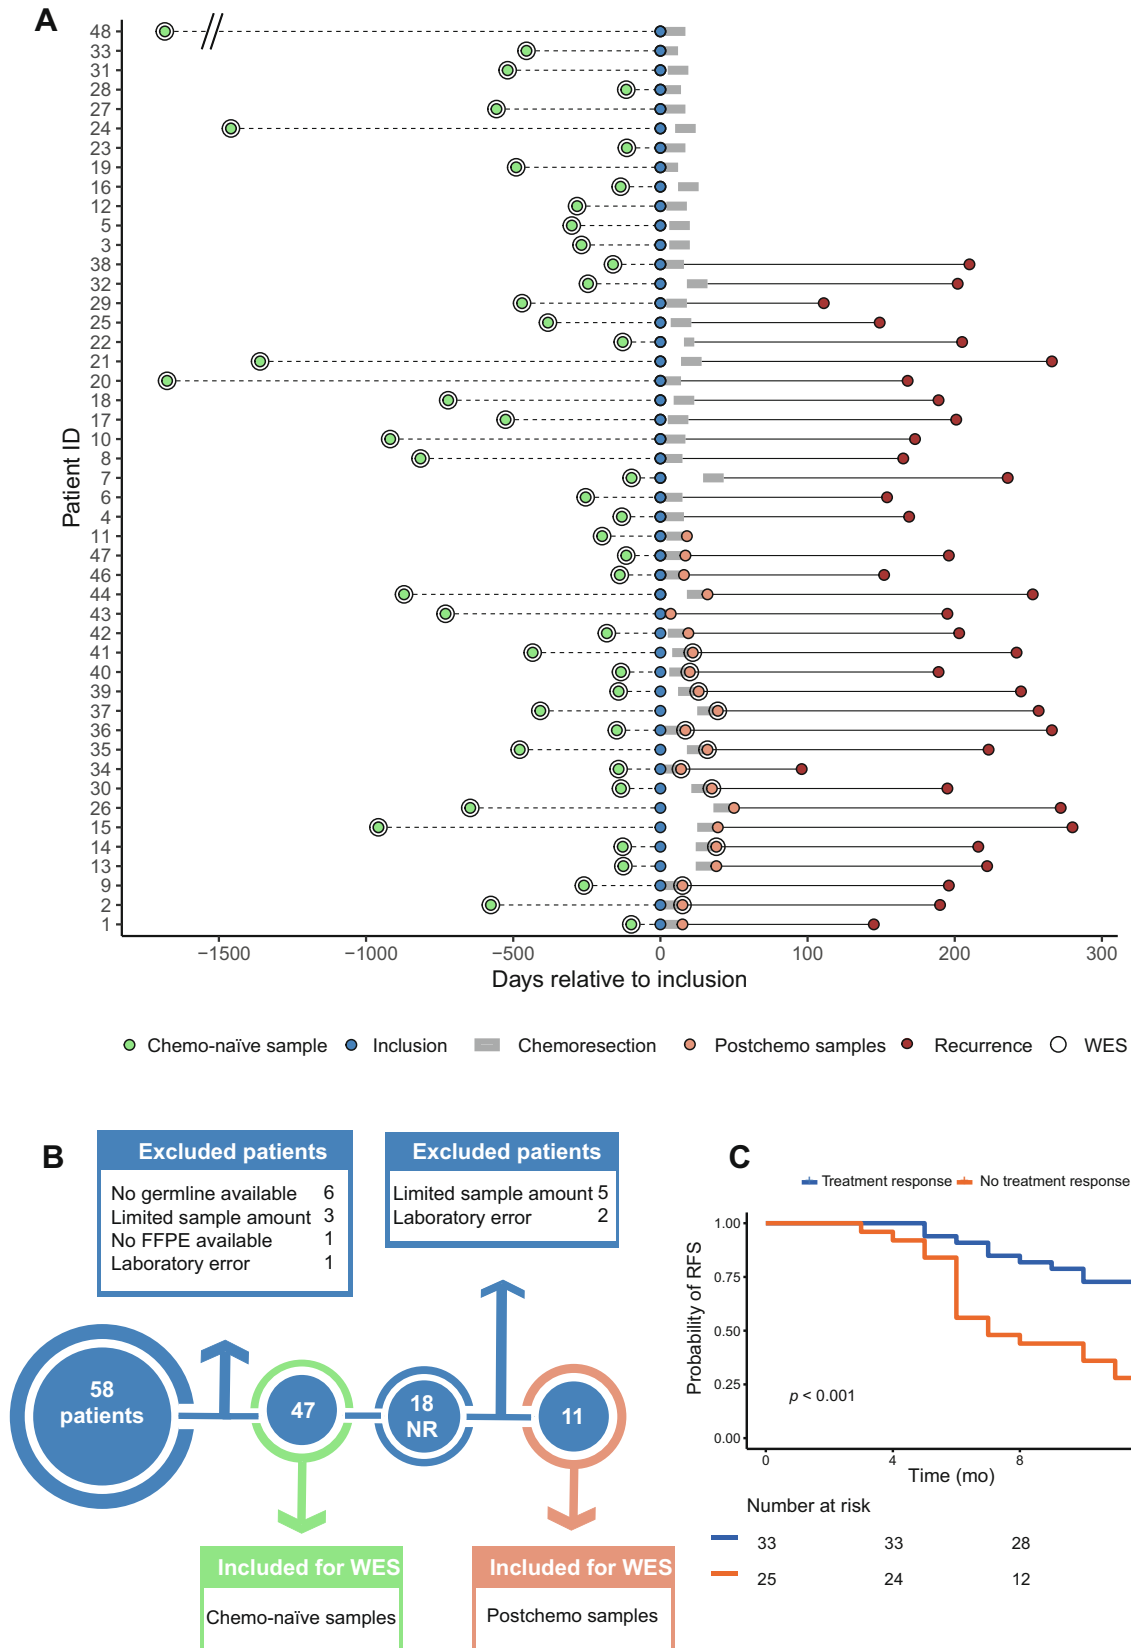 A
48
33
31
28
27
24
23
19
16
12
5
3
38
32
29
25
22
21
20
18
17
10
8
7
6
4
11
47
46
44
43
42
41
40
39
37
36
35
34
30
26
15
14
13
9
2
1
Patient ID
−1500 −1000 −500 0 100 200 300
Days relative to inclusion
Chemo-naïve sample Inclusion Chemoresection Postchemo samples Recurrence WES
B
Excluded patients
No germline available 6
Limited sample amount 3
No FFPE available 1
Laboratory error 1
Excluded patients
Limited sample amount 5
Laboratory error 2
58
patients
47
18
NR
11
Included for WES
Chemo-naïve samples
Included for WES
Postchemo samples
C
Treatment response No treatment response
Probability of RFS
1.00
0.75
0.50
0.25
0.00
p < 0.001
0 4 8
Time (mo)
Number at risk
33 33 28
25 24 12